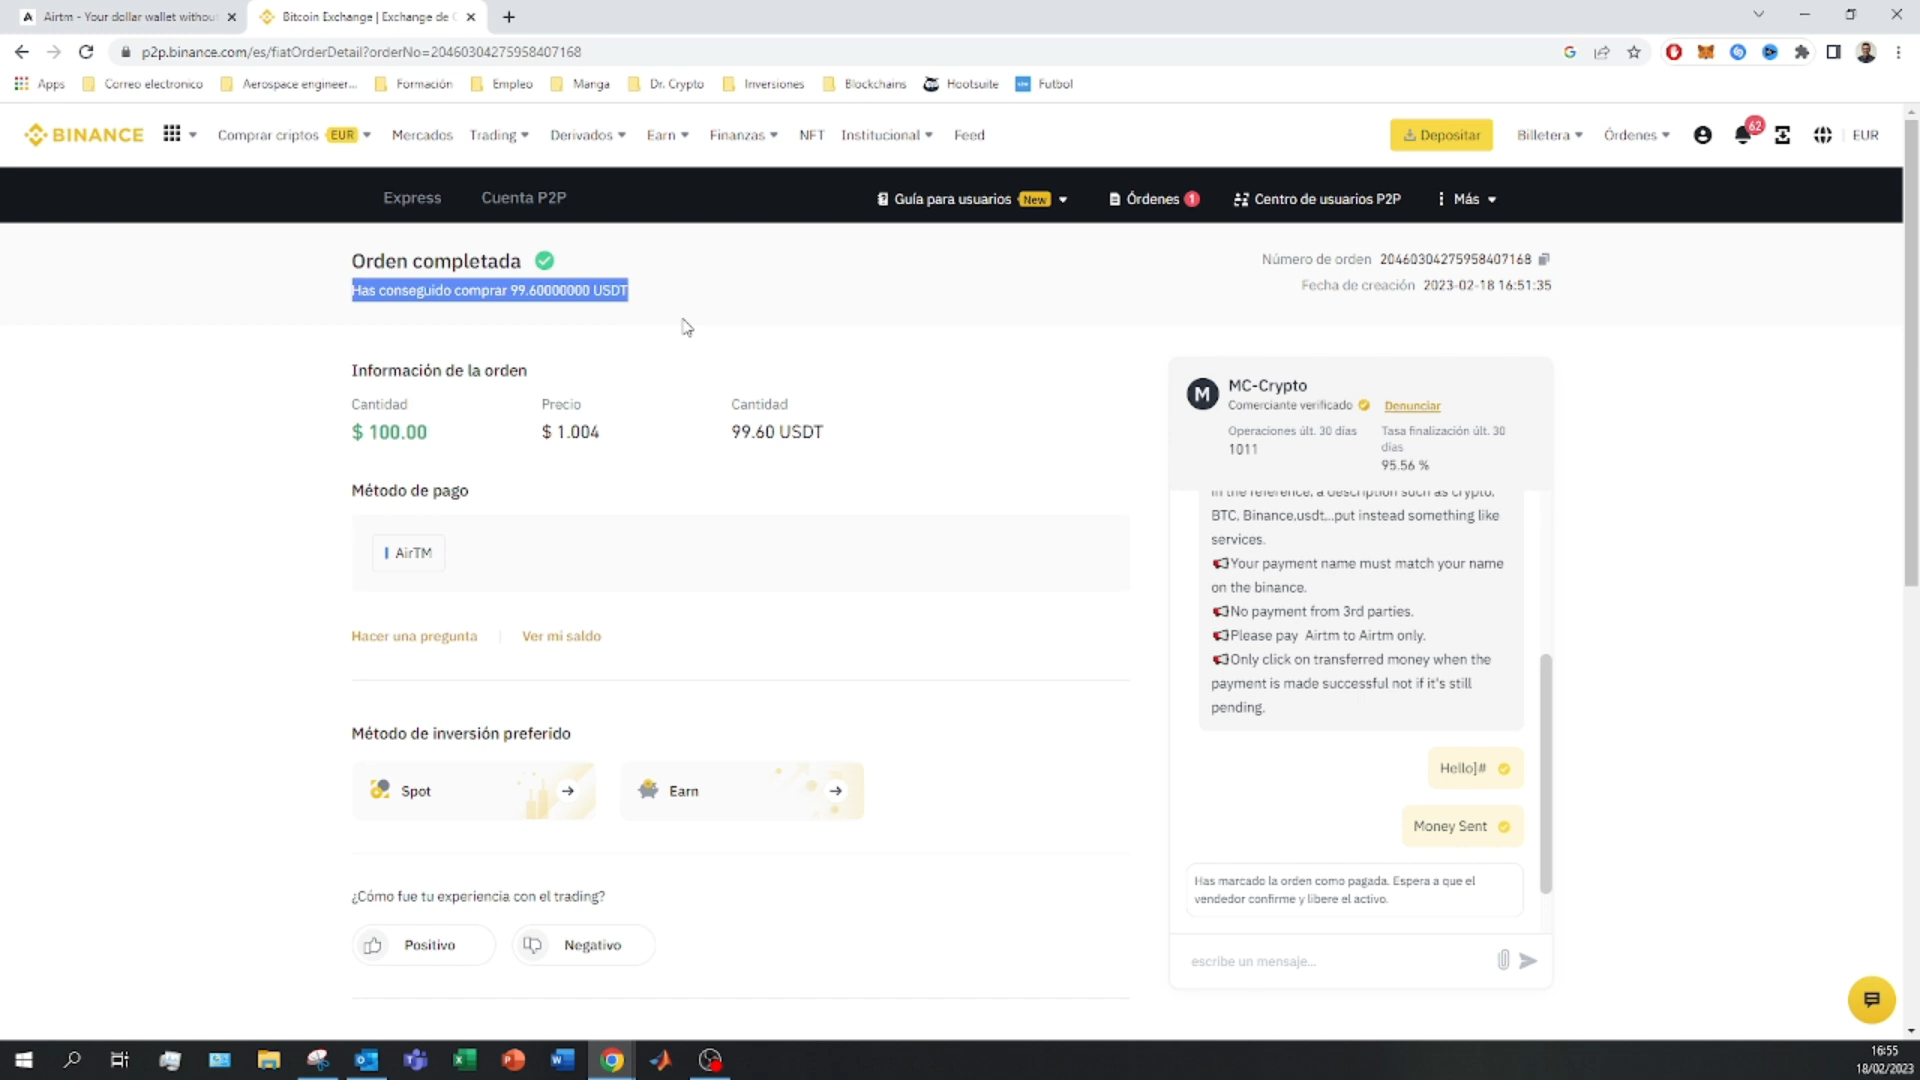 Airtm - Your dollar wallet withou
Bitcoin Exchange | Exchange de C
p2p.binance.com/es/fiatOrderDetail?orderNo=20460304275958407168
Apps
Correo electronico
Aerospace engineer...
Formación
Empleo
Manga
Dr. Crypto
Inversiones
Blockchains
Hootsuite
Futbol
BINANCE
Comprar criptos EUR
Mercados
Trading
Derivados
Earn
Finanzas
NFT
Institucional
Feed
Depositar
Billetera
Órdenes
62
EUR
Express
Cuenta P2P
Guía para usuarios New
Órdenes 1
Centro de usuarios P2P
Más
Orden completada
Has conseguido comprar 99.60000000 USDT
Número de orden 20460304275958407168
Fecha de creación 2023-02-18 16:51:35
Información de la orden
Cantidad
Precio
Cantidad
$ 100.00
$ 1.004
99.60 USDT
Método de pago
AirTM
Hacer una pregunta
Ver mi saldo
Método de inversión preferido
Spot
Earn
¿Cómo fue tu experiencia con el trading?
Positivo
Negativo
M
MC-Crypto
Comerciante verificado
Denunciar
Operaciones últ. 30 días
1011
Tasa finalización últ. 30
días
95.56 %
in the reference, a description such as crypto,
BTC, Binance,usdt...put instead something like
services.
Your payment name must match your name
on the binance.
No payment from 3rd parties.
Please pay Airtm to Airtm only.
Only click on transferred money when the
payment is made successful not if it's still
pending.
Hello]#
Money Sent
Has marcado la orden como pagada. Espera a que el
vendedor confirme y libere el activo.
escribe un mensaje...
16:55
18/02/2023